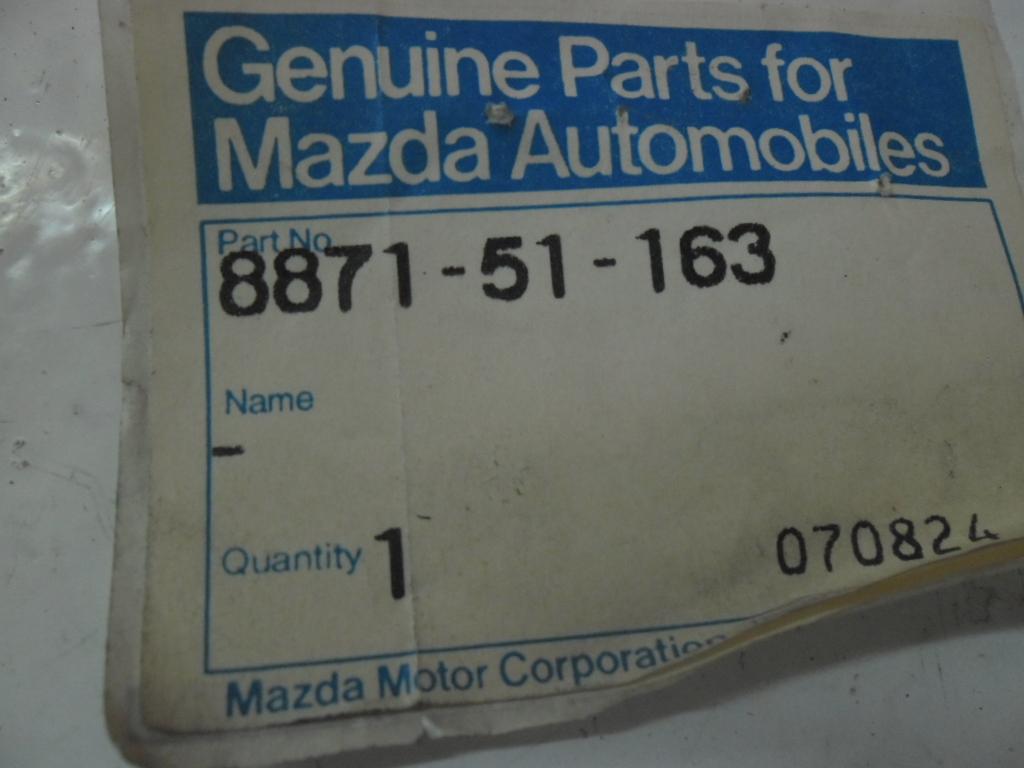 Genuine Parts for
Mazda Automobiles
Part No.
8871-51-163
Name
-
Quantity 1
070824
Mazda Motor Corporation